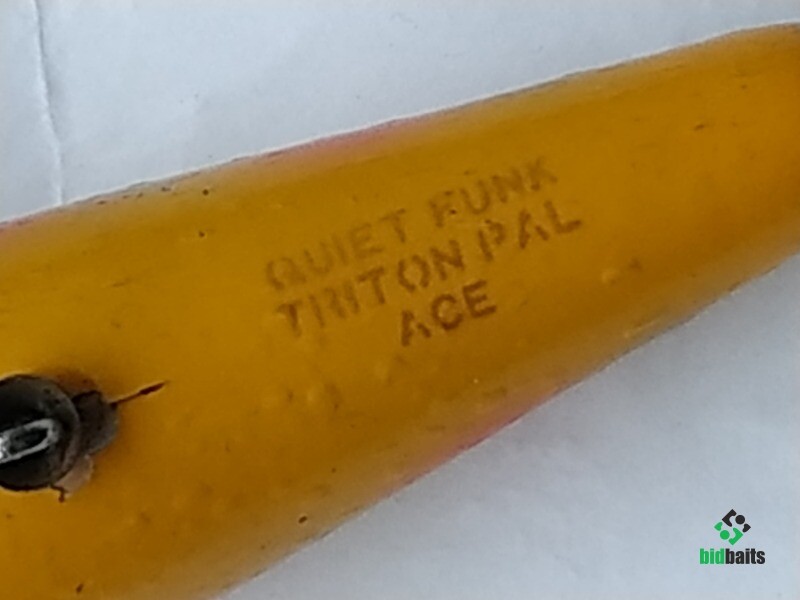 QUIET FUNK
TRITON PAL
ACE
bidbaits